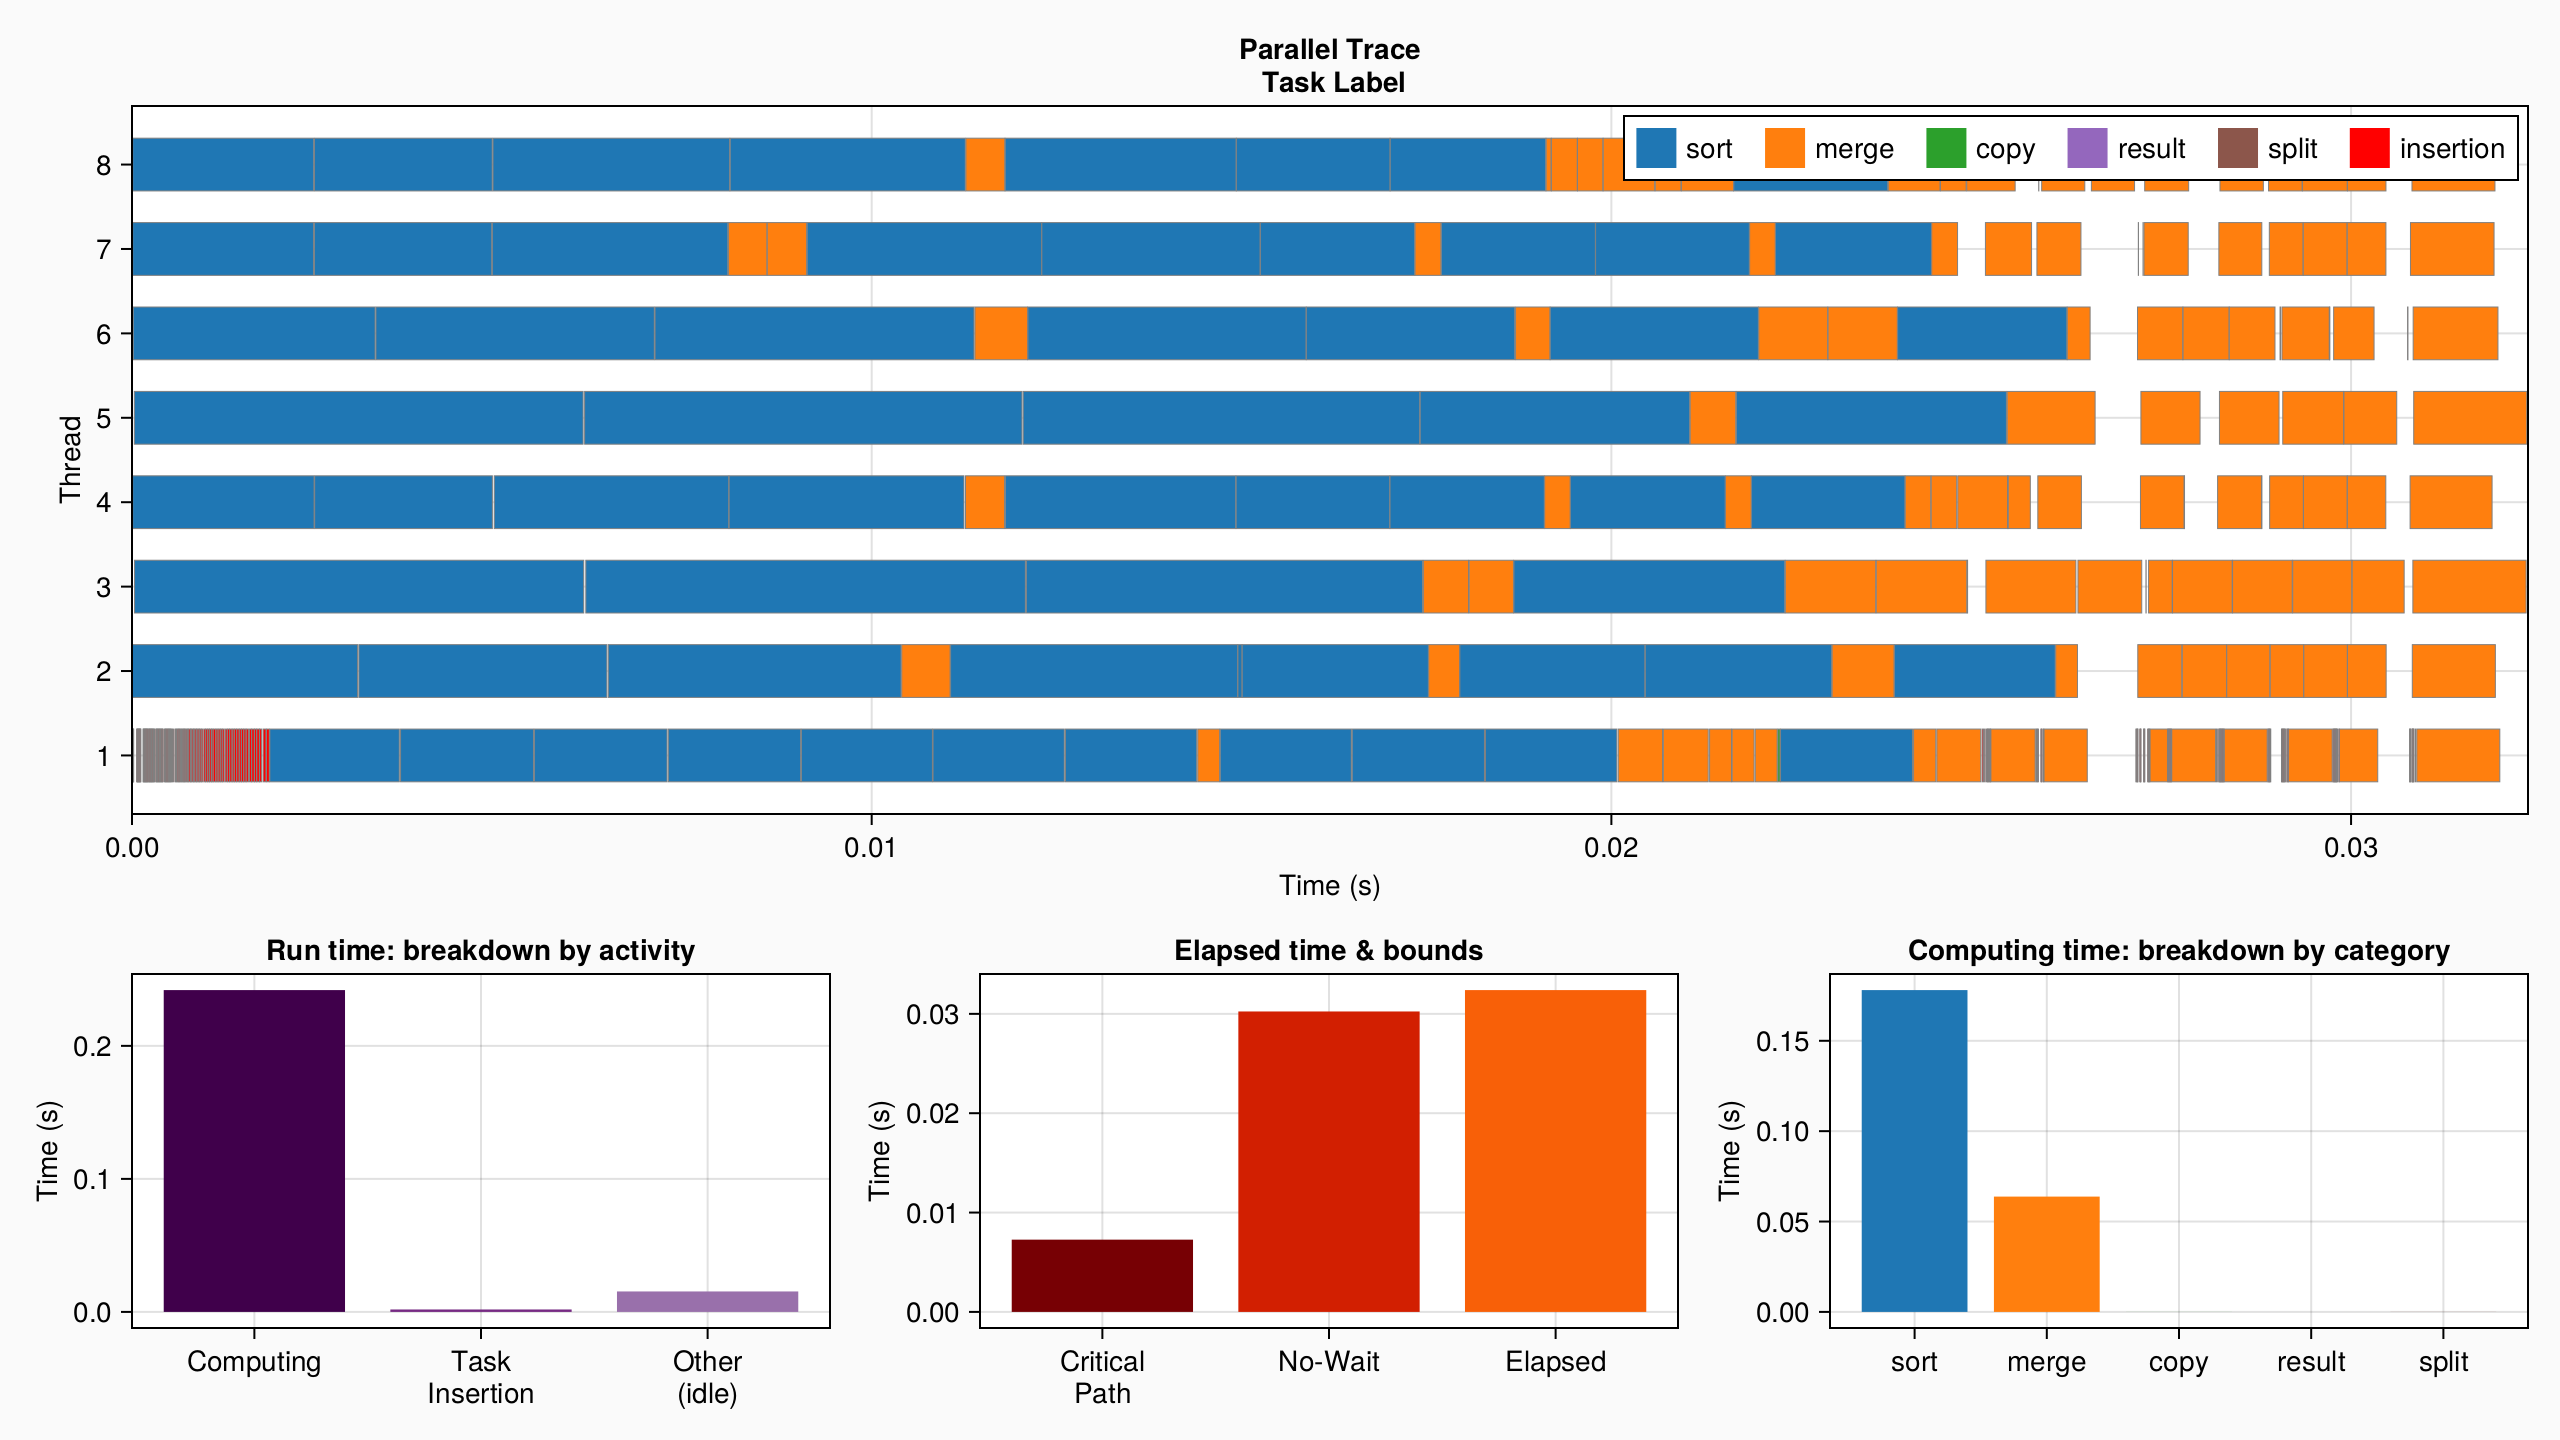 Parallel Trace
Task Label
sort merge copy result split insertion
Thread
8
7
6
5
4
3
2
1
0.00 0.01 0.02 0.03
Time (s)
Run time: breakdown by activity
Time (s)
0.2
0.1
0.0
Computing Task Insertion Other (idle)
Elapsed time & bounds
Time (s)
0.03
0.02
0.01
0.00
Critical Path No-Wait Elapsed
Computing time: breakdown by category
Time (s)
0.15
0.10
0.05
0.00
sort merge copy result split